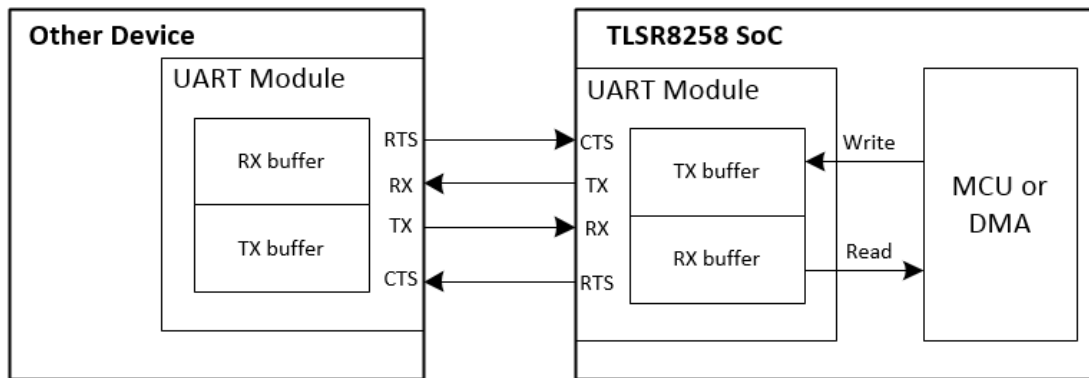 Other Device
UART Module
RX buffer
TX buffer
RTS
RX
TX
CTS
TLSR8258 SoC
UART Module
CTS
TX
RX
RTS
TX buffer
RX buffer
Write
Read
MCU or
DMA